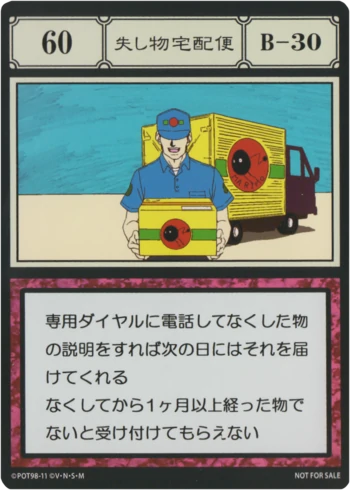 60
失し物宅配便
B-30
専用ダイヤルに電話してなくした物
の説明をすれば次の日にはそれを届
けてくれる
なくしてから1ヶ月以上経った物で
ないと受け付けてもらえない
©POT98-11 ©V・N・S・M
NOT FOR SALE